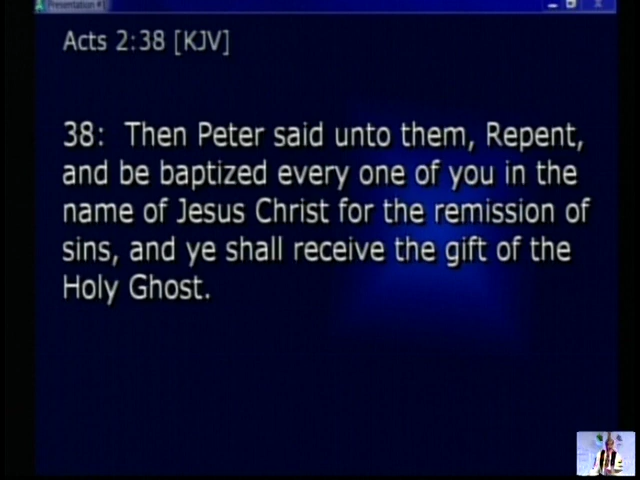 Presentation #1
Acts 2:38 [KJV]
38: Then Peter said unto them, Repent,
and be baptized every one of you in the
name of Jesus Christ for the remission of
sins, and ye shall receive the gift of the
Holy Ghost.